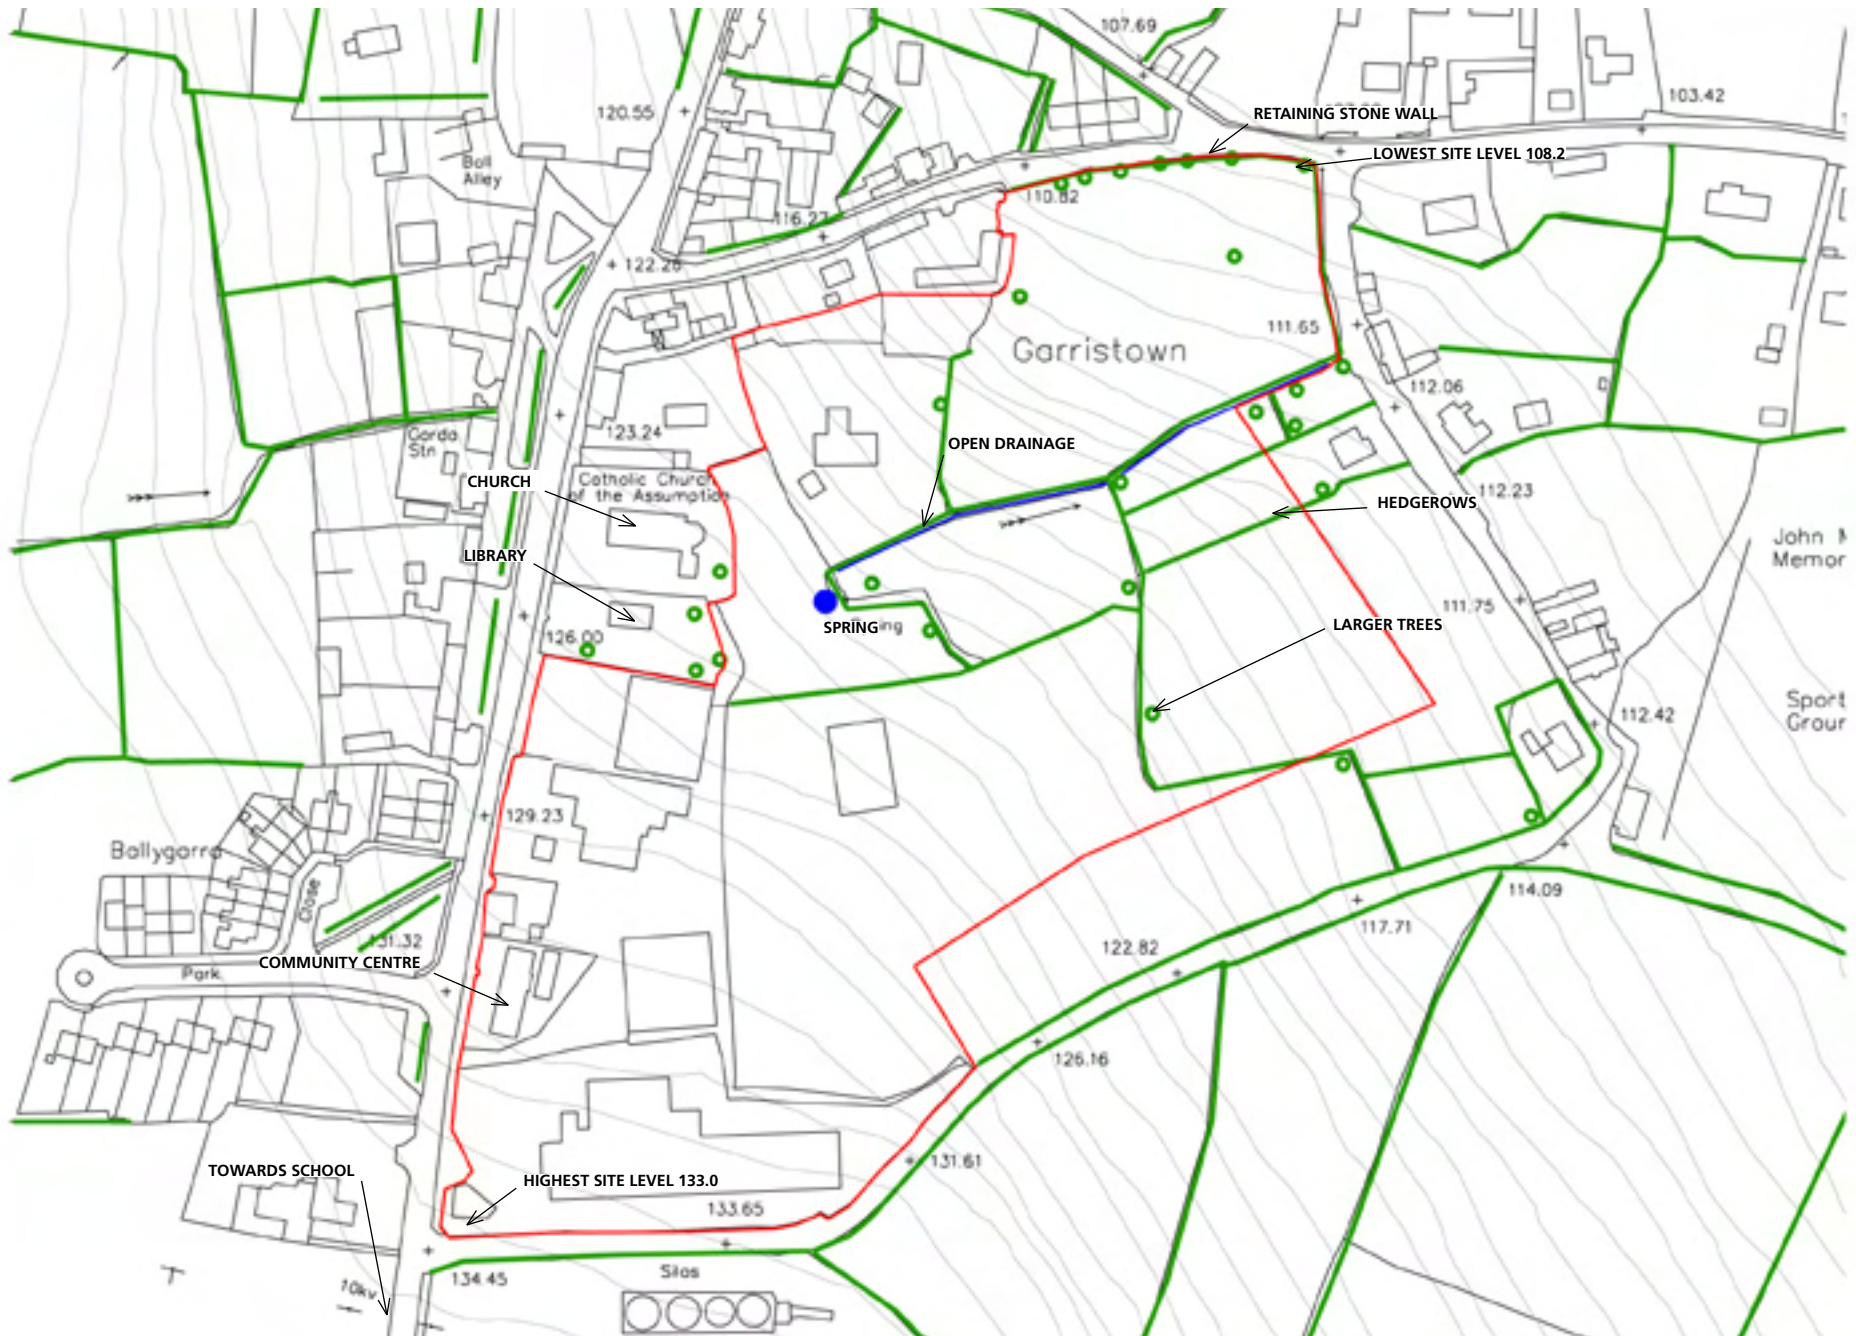 107.69
103.42
120.55
RETAINING STONE WALL
LOWEST SITE LEVEL 108.2
Ball
Alley
110.82
116.27
122.28
111.65
Garristown
112.06
123.24
Garda
Stn
OPEN DRAINAGE
CHURCH
Catholic Church
of the Assumption
112.23
HEDGEROWS
John
Memor
LIBRARY
111.75
SPRING
126.00
LARGER TREES
Sport
Grour
112.42
129.23
Ballygarra
Close
114.09
131.32
117.71
122.82
COMMUNITY CENTRE
Park
126.16
131.61
TOWARDS SCHOOL
HIGHEST SITE LEVEL 133.0
133.65
134.45
Silos
10kv